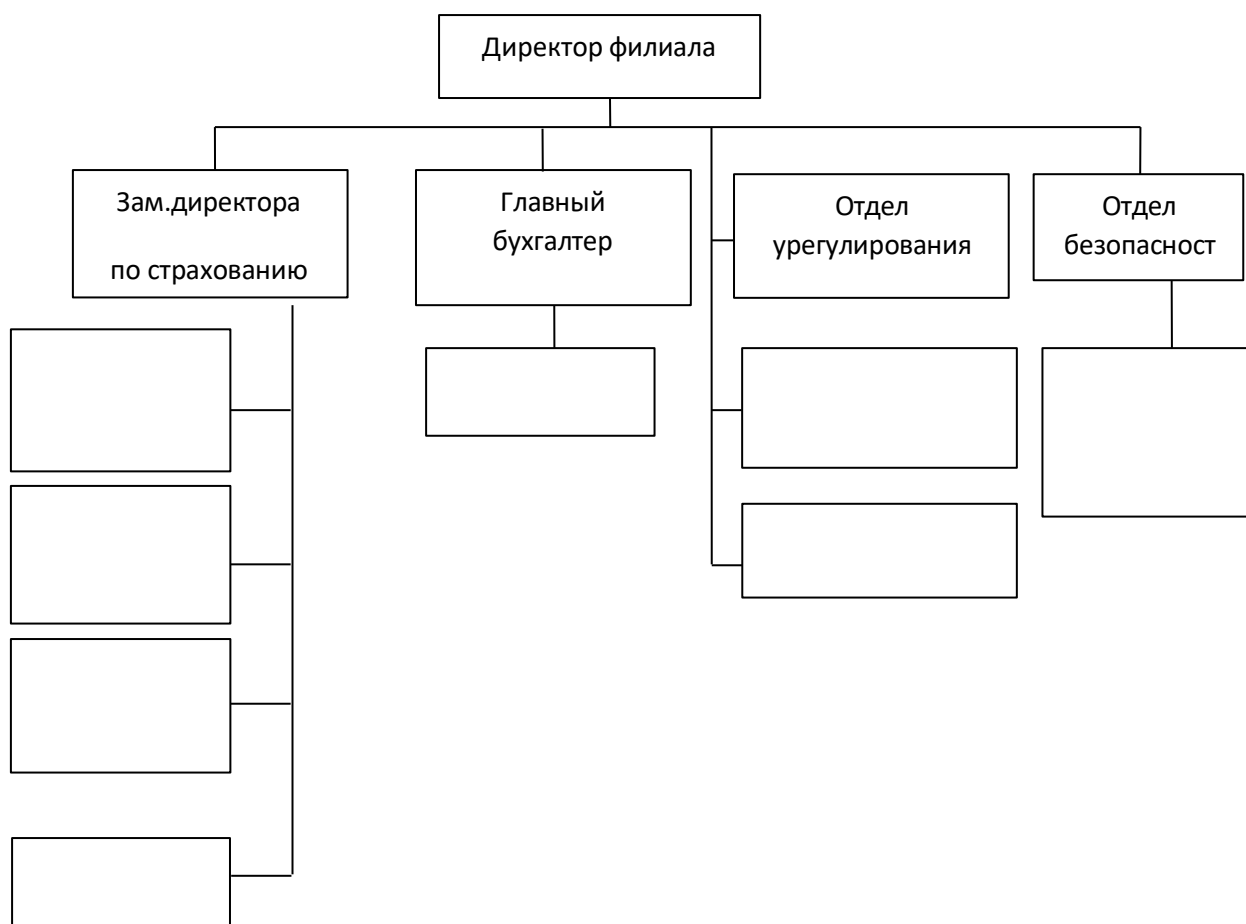 Директор филиала
Зам.директора
по страхованию
Главный
бухгалтер
Отдел
урегулирования
Отдел
безопасност